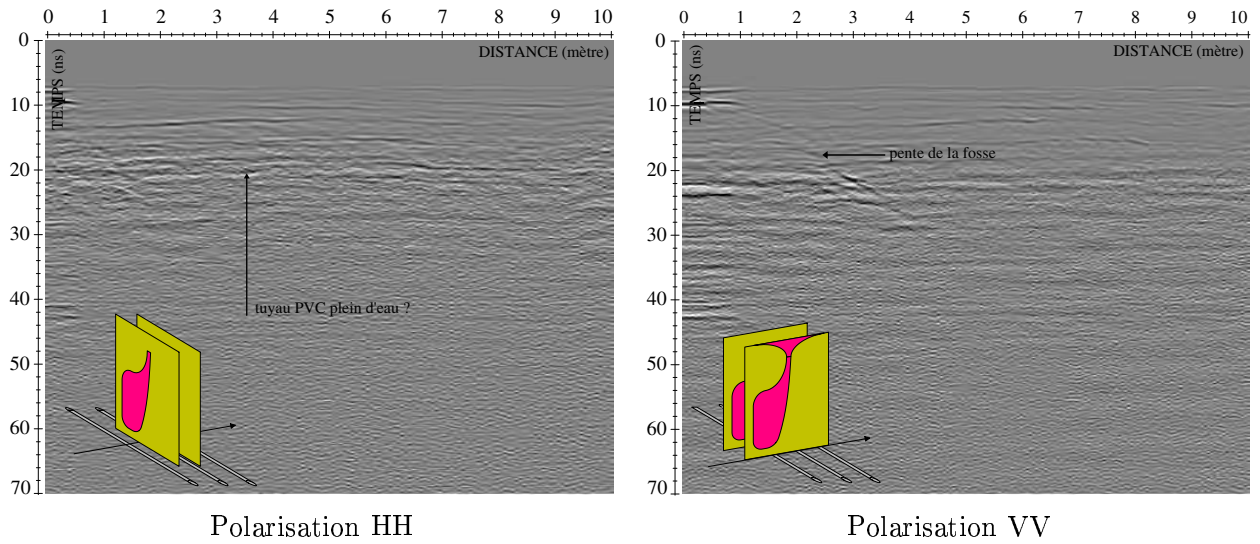 0 1 2 3 4 5 6 7 8 9 10
0 1 2 3 4 5 6 7 8 9 10
0
10
20
30
40
50
60
70
DISTANCE (mètre)
TEMPS (ns)
tuyau PVC plein d'eau ?
0
10
20
30
40
50
60
70
DISTANCE (mètre)
TEMPS (ns)
pente de la fosse
Polarisation HH
Polarisation VV